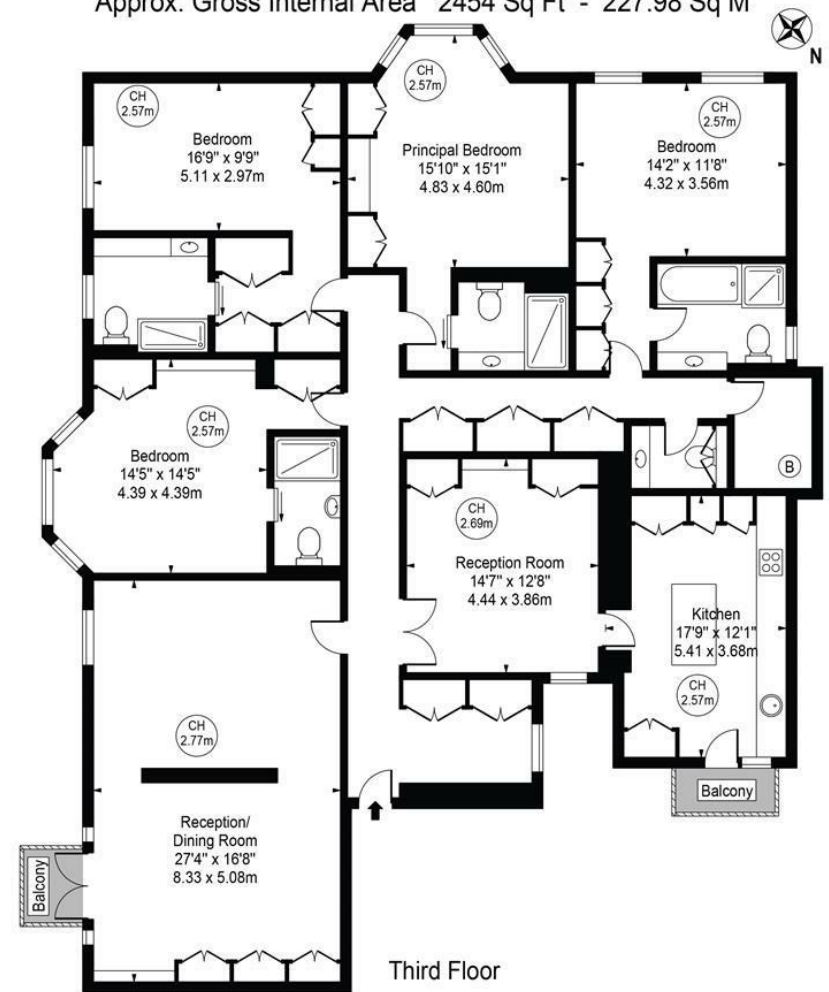 Approx. Gross Internal Area 2454 Sq Ft - 227.98 Sq M
N
CH
2.57m
Bedroom
16'9" x 9'9"
5.11 x 2.97m
CH
2.57m
Principal Bedroom
15'10" x 15'1"
4.83 x 4.60m
CH
2.57m
Bedroom
14'2" x 11'8"
4.32 x 3.56m
CH
2.57m
Bedroom
14'5" x 14'5"
4.39 x 4.39m
B
CH
2.69m
Reception Room
14'7" x 12'8"
4.44 x 3.86m
Kitchen
17'9" x 12'1"
5.41 x 3.68m
CH
2.57m
Balcony
CH
2.77m
Reception/
Dining Room
27'4" x 16'8"
8.33 x 5.08m
Balcony
Third Floor